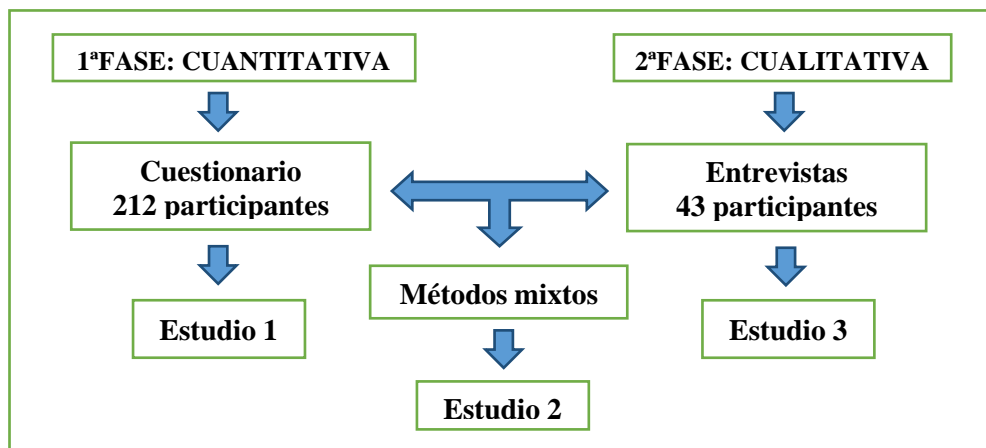 1ªFASE: CUANTITATIVA
2ªFASE: CUALITATIVA
Cuestionario
212 participantes
Entrevistas
43 participantes
Métodos mixtos
Estudio 1
Estudio 3
Estudio 2